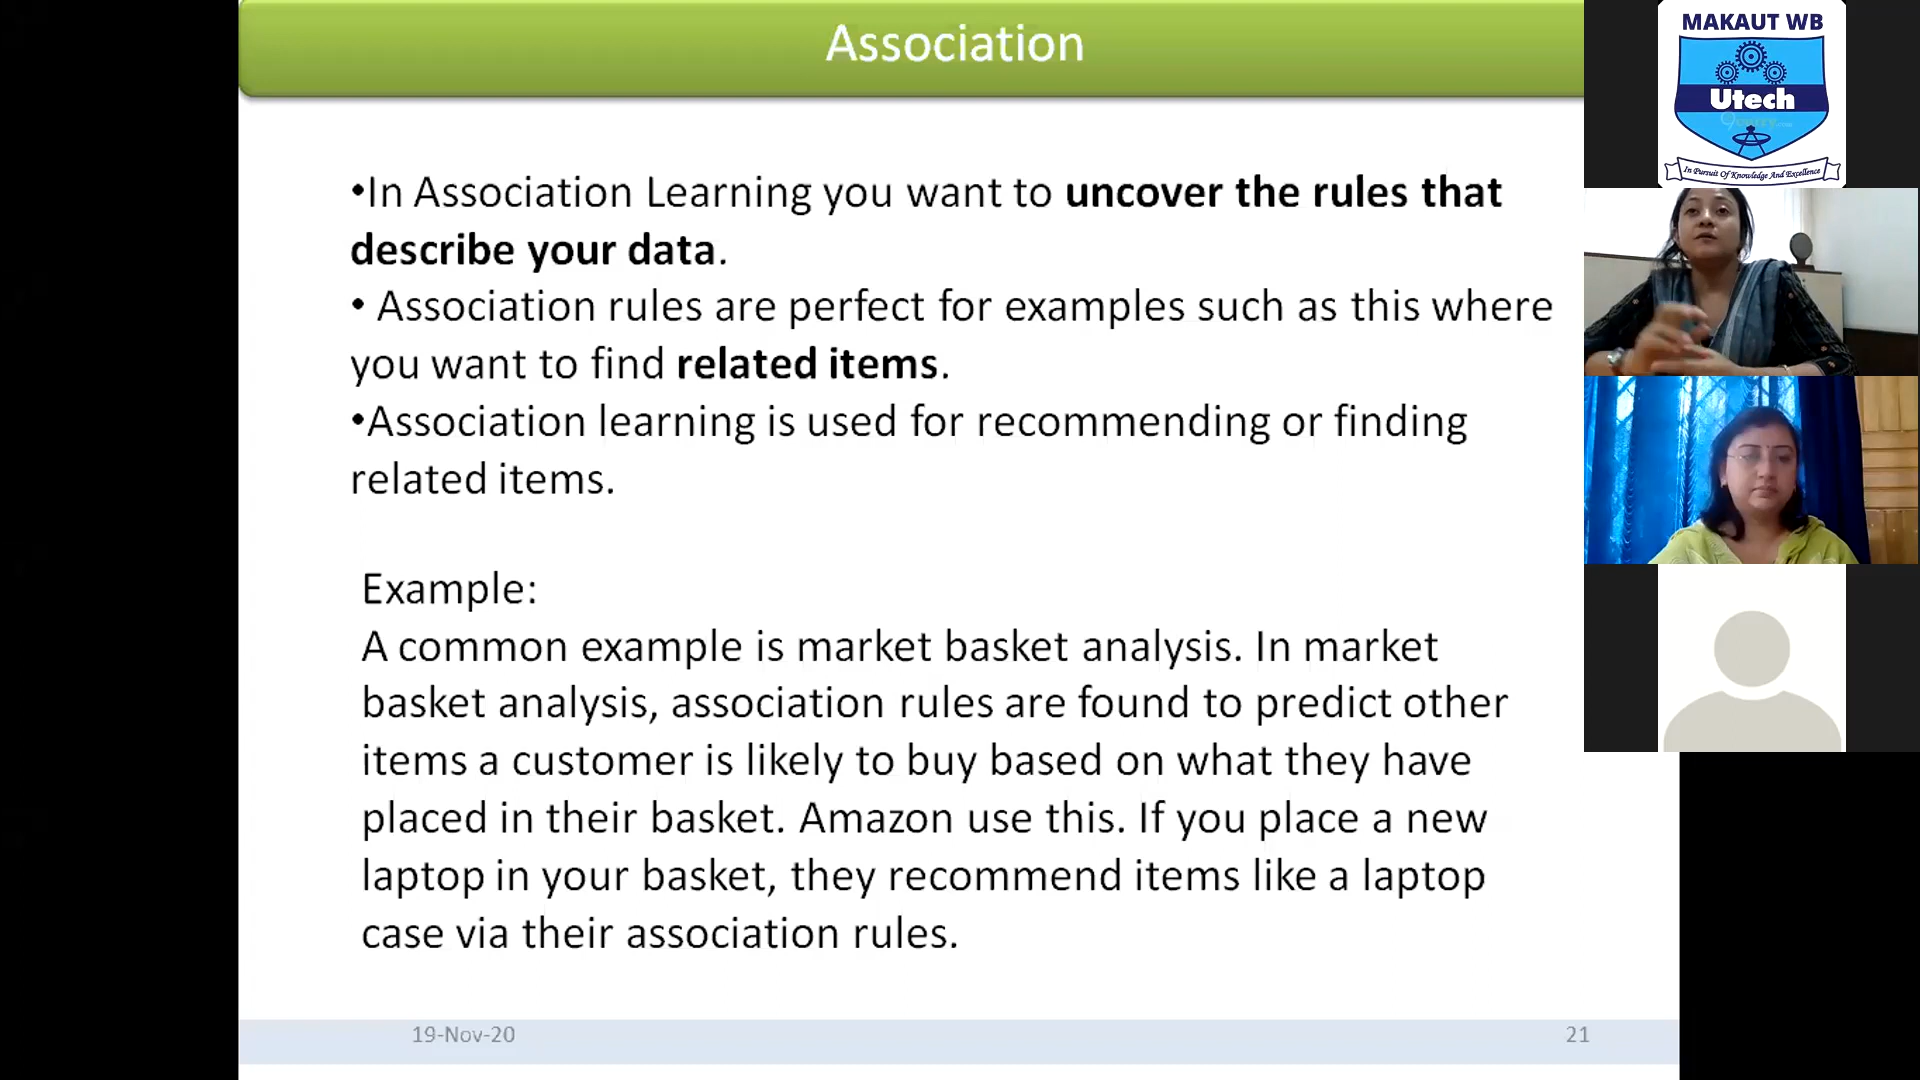 Association
•In Association Learning you want to uncover the rules that
describe your data.
• Association rules are perfect for examples such as this where
you want to find related items.
•Association learning is used for recommending or finding
related items.
Example:
A common example is market basket analysis. In market
basket analysis, association rules are found to predict other
items a customer is likely to buy based on what they have
placed in their basket. Amazon use this. If you place a new
laptop in your basket, they recommend items like a laptop
case via their association rules.
19-Nov-20
21
MAKAUT WB
Utech
In Pursuit Of Knowledge And Excellence